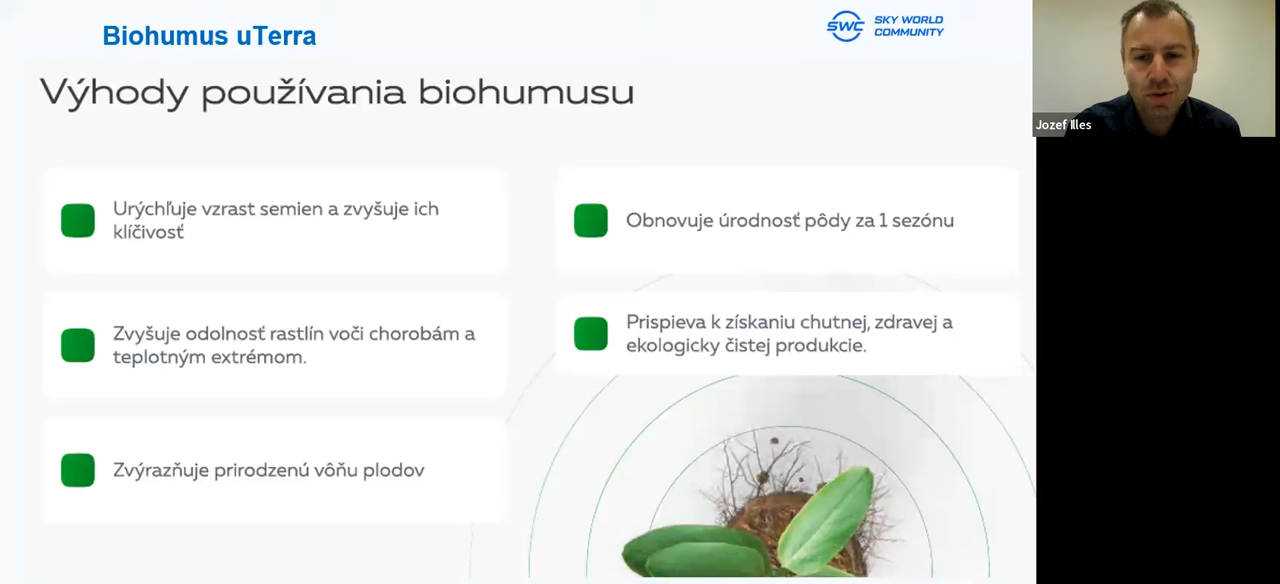 Biohumus uTerra
SWC
SKY WORLD
COMMUNITY
Výhody používania biohumusu
Urýchľuje vzrast semien a zvyšuje ich
klíčivosť
Zvyšuje odolnosť rastlín voči chorobám a
teplotným extrémom.
Zvýrazňuje prirodzenú vôňu plodov
Obnovuje úrodnosť pôdy za 1 sezónu
Prispieva k získaniu chutnej, zdravej a
ekologicky čistej produkcie.
Jozef Illes